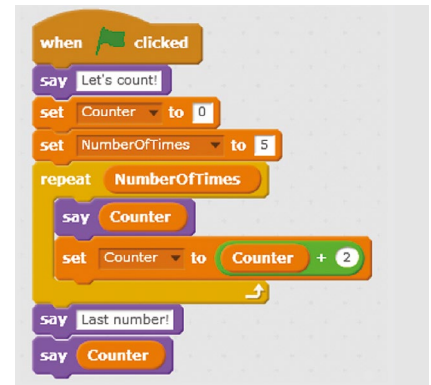 when clicked
say Let's count!
set Counter to 0
set NumberOfTimes to 5
repeat NumberOfTimes
say Counter
set Counter to Counter + 2
say Last number!
say Counter